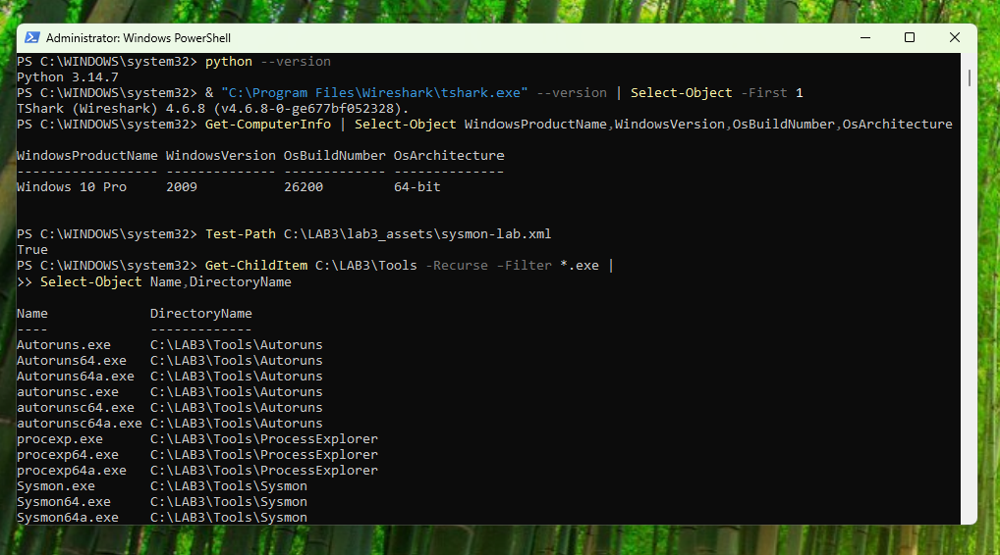 Administrator: Windows PowerShell
PS C:\WINDOWS\system32> python --version
Python 3.14.7
PS C:\WINDOWS\system32> & "C:\Program Files\Wireshark\tshark.exe" --version | Select-Object -First 1
TShark (Wireshark) 4.6.8 (v4.6.8-0-ge677bf052328).
PS C:\WINDOWS\system32> Get-ComputerInfo | Select-Object WindowsProductName,WindowsVersion,OsBuildNumber,OsArchitecture
WindowsProductName WindowsVersion OsBuildNumber OsArchitecture
------------------ -------------- ------------- --------------
Windows 10 Pro     2009           26200         64-bit
PS C:\WINDOWS\system32> Test-Path C:\LAB3\lab3_assets\sysmon-lab.xml
True
PS C:\WINDOWS\system32> Get-ChildItem C:\LAB3\Tools -Recurse -Filter *.exe |
>> Select-Object Name,DirectoryName
Name             DirectoryName
----             -------------
Autoruns.exe     C:\LAB3\Tools\Autoruns
Autoruns64.exe   C:\LAB3\Tools\Autoruns
Autoruns64a.exe  C:\LAB3\Tools\Autoruns
autorunsc.exe    C:\LAB3\Tools\Autoruns
autorunsc64.exe  C:\LAB3\Tools\Autoruns
autorunsc64a.exe C:\LAB3\Tools\Autoruns
procexp.exe      C:\LAB3\Tools\ProcessExplorer
procexp64.exe    C:\LAB3\Tools\ProcessExplorer
procexp64a.exe   C:\LAB3\Tools\ProcessExplorer
Sysmon.exe       C:\LAB3\Tools\Sysmon
Sysmon64.exe     C:\LAB3\Tools\Sysmon
Sysmon64a.exe    C:\LAB3\Tools\Sysmon